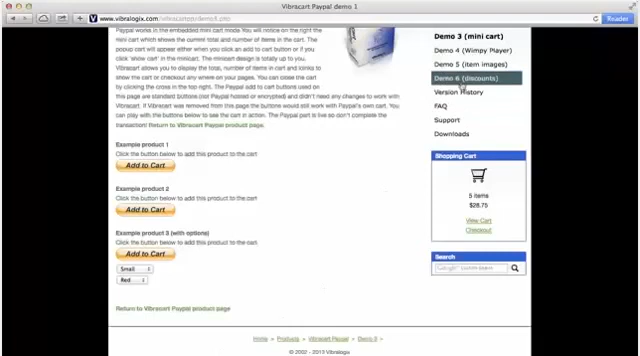 Vibracart Paypal demo 1
www.vibralogix.com/vibracartpp/demo6.php
Reader
Paypal works in the embedded mini cart mode You will notice on the right the
mini cart which shows the current total and number of items in the cart. The
popup cart will appear either when you click an add to cart button or if you
click 'show cart' in the minicart. The minicart design is totally up to you.
Vibracart allows you to display the total, number of items in cart and
to show the cart or checkout any where on your pages. You can close the cart
by clicking the cross in the top right. The Paypal add to cart buttons used
on this page are standard buttons (not Paypal hosted or encrypted) and didn't need any changes to work with
Vibracart. If Vibracart was removed from this page the buttons would still work with Paypal's own cart. You
can play with the buttons below to see the cart in action. The Paypal part is live so don't complete the
transaction! Return to Vibracart Paypal product page.
Example product 1
Click the button below to add this product to the cart
Add to Cart
Example product 2
Click the button below to add this product to the cart
Add to Cart
Example product 3 (with options)
Click the button below to add this product to the cart
Add to Cart
Small
Red
Return to Vibracart Paypal product page
Demo 3 (mini cart)
Demo 4 (Wimpy Player)
Demo 5 (item images)
Demo 6 (discounts)
Version History
FAQ
Support
Downloads
Shopping Cart
5 items
$28.75
View Cart
Checkout
Search
Google
Home
Products
Vibracart Paypal
Demo 3
© 2002 - 2013 Vibralogix